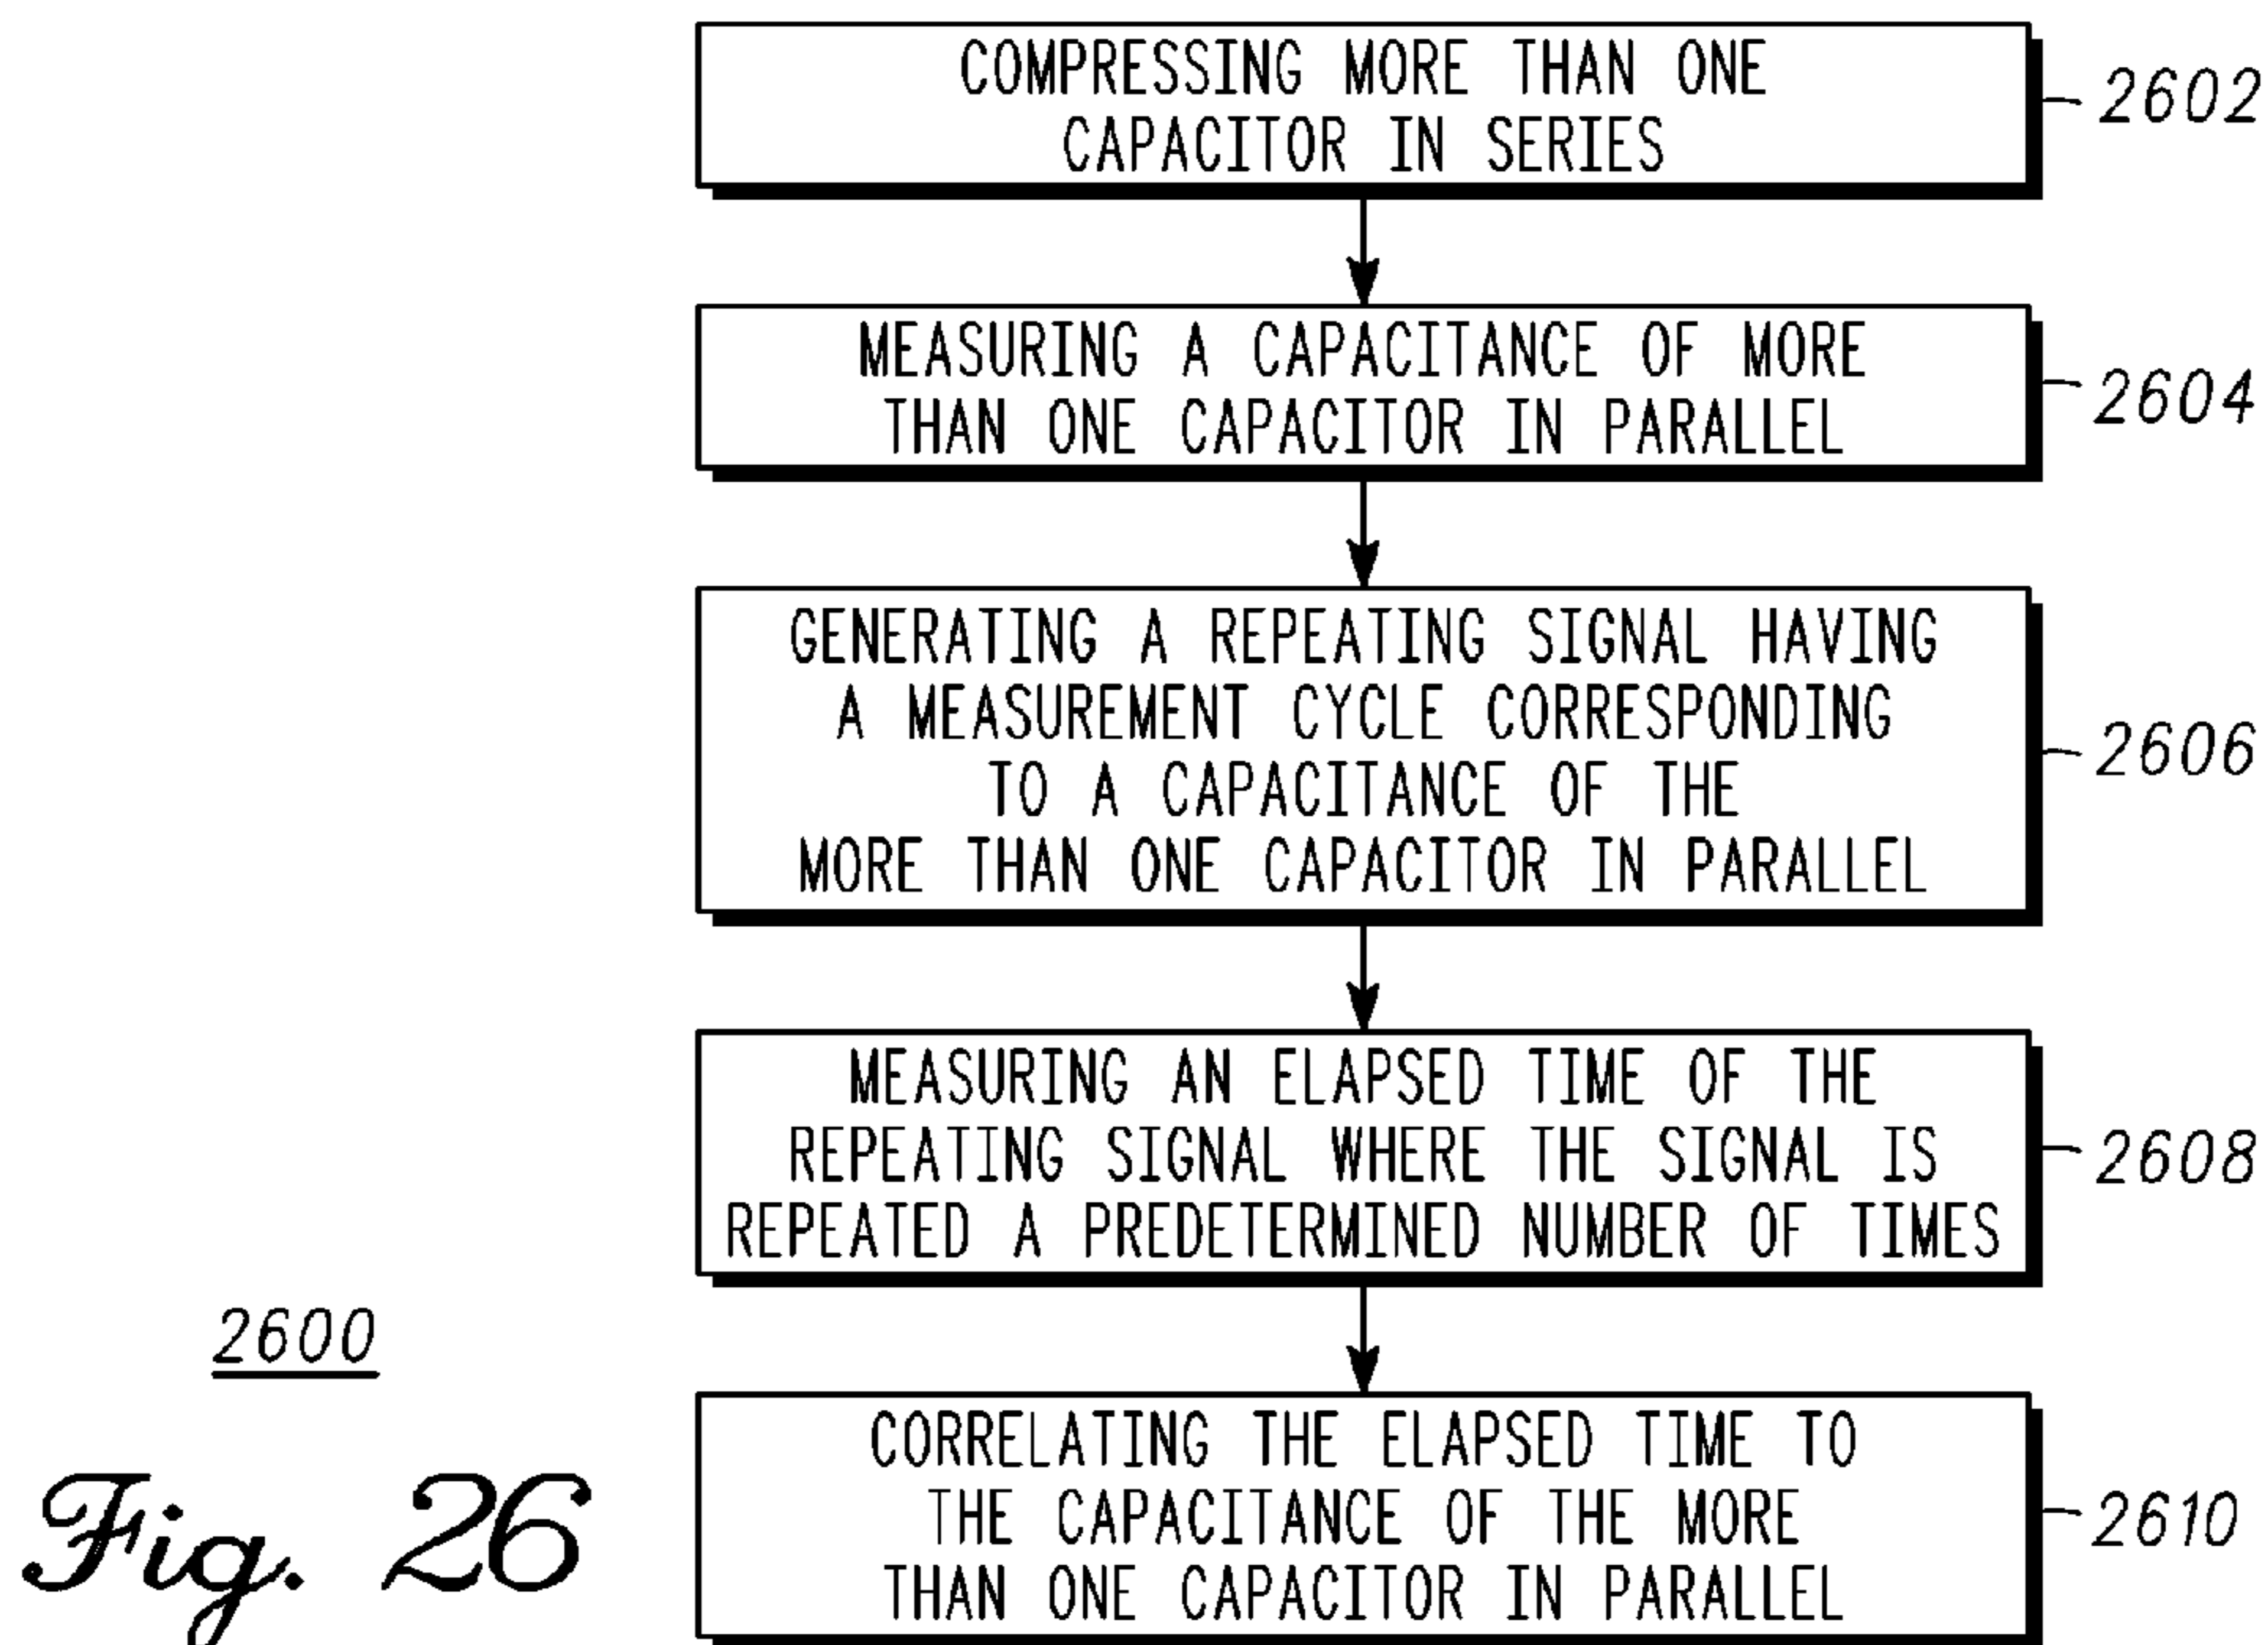 COMPRESSING MORE THAN ONE
CAPACITOR IN SERIES
2602
MEASURING A CAPACITANCE OF MORE
THAN ONE CAPACITOR IN PARALLEL
2604
GENERATING A REPEATING SIGNAL HAVING
A MEASUREMENT CYCLE CORRESPONDING
TO A CAPACITANCE OF THE
MORE THAN ONE CAPACITOR IN PARALLEL
2606
MEASURING AN ELAPSED TIME OF THE
REPEATING SIGNAL WHERE THE SIGNAL IS
REPEATED A PREDETERMINED NUMBER OF TIMES
2608
CORRELATING THE ELAPSED TIME TO
THE CAPACITANCE OF THE MORE
THAN ONE CAPACITOR IN PARALLEL
2610
2600
Fig. 26